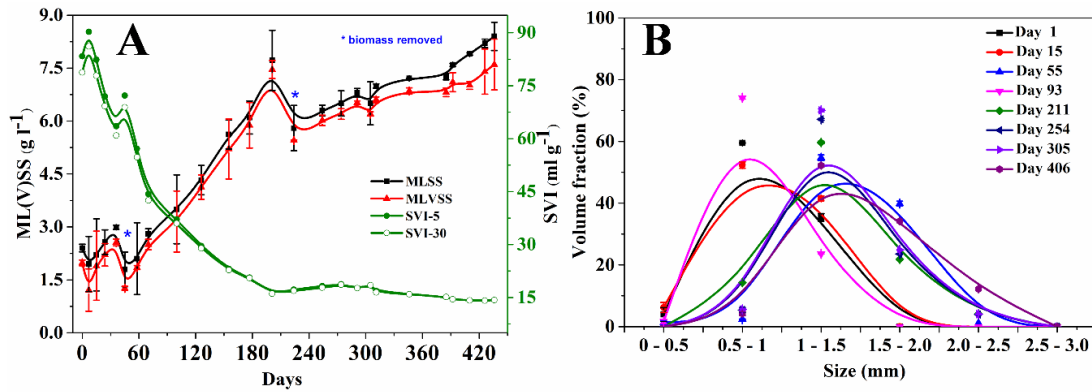 A
* biomass removed
ML(V)SS (g l⁻¹)
9.0
7.5
6.0
4.5
3.0
1.5
0.0
MLSS
MLVSS
SVI-5
SVI-30
*
*
90
75
60
45
30
15
SVI (ml g⁻¹)
0 60 120 180 240 300 360 420
Days
B
Volume fraction (%)
100
80
60
40
20
0
Day 1
Day 15
Day 55
Day 93
Day 211
Day 254
Day 305
Day 406
0 - 0.5 0.5 - 1 1 - 1.5 1.5 - 2.0 2.0 - 2.5 2.5 - 3.0
Size (mm)